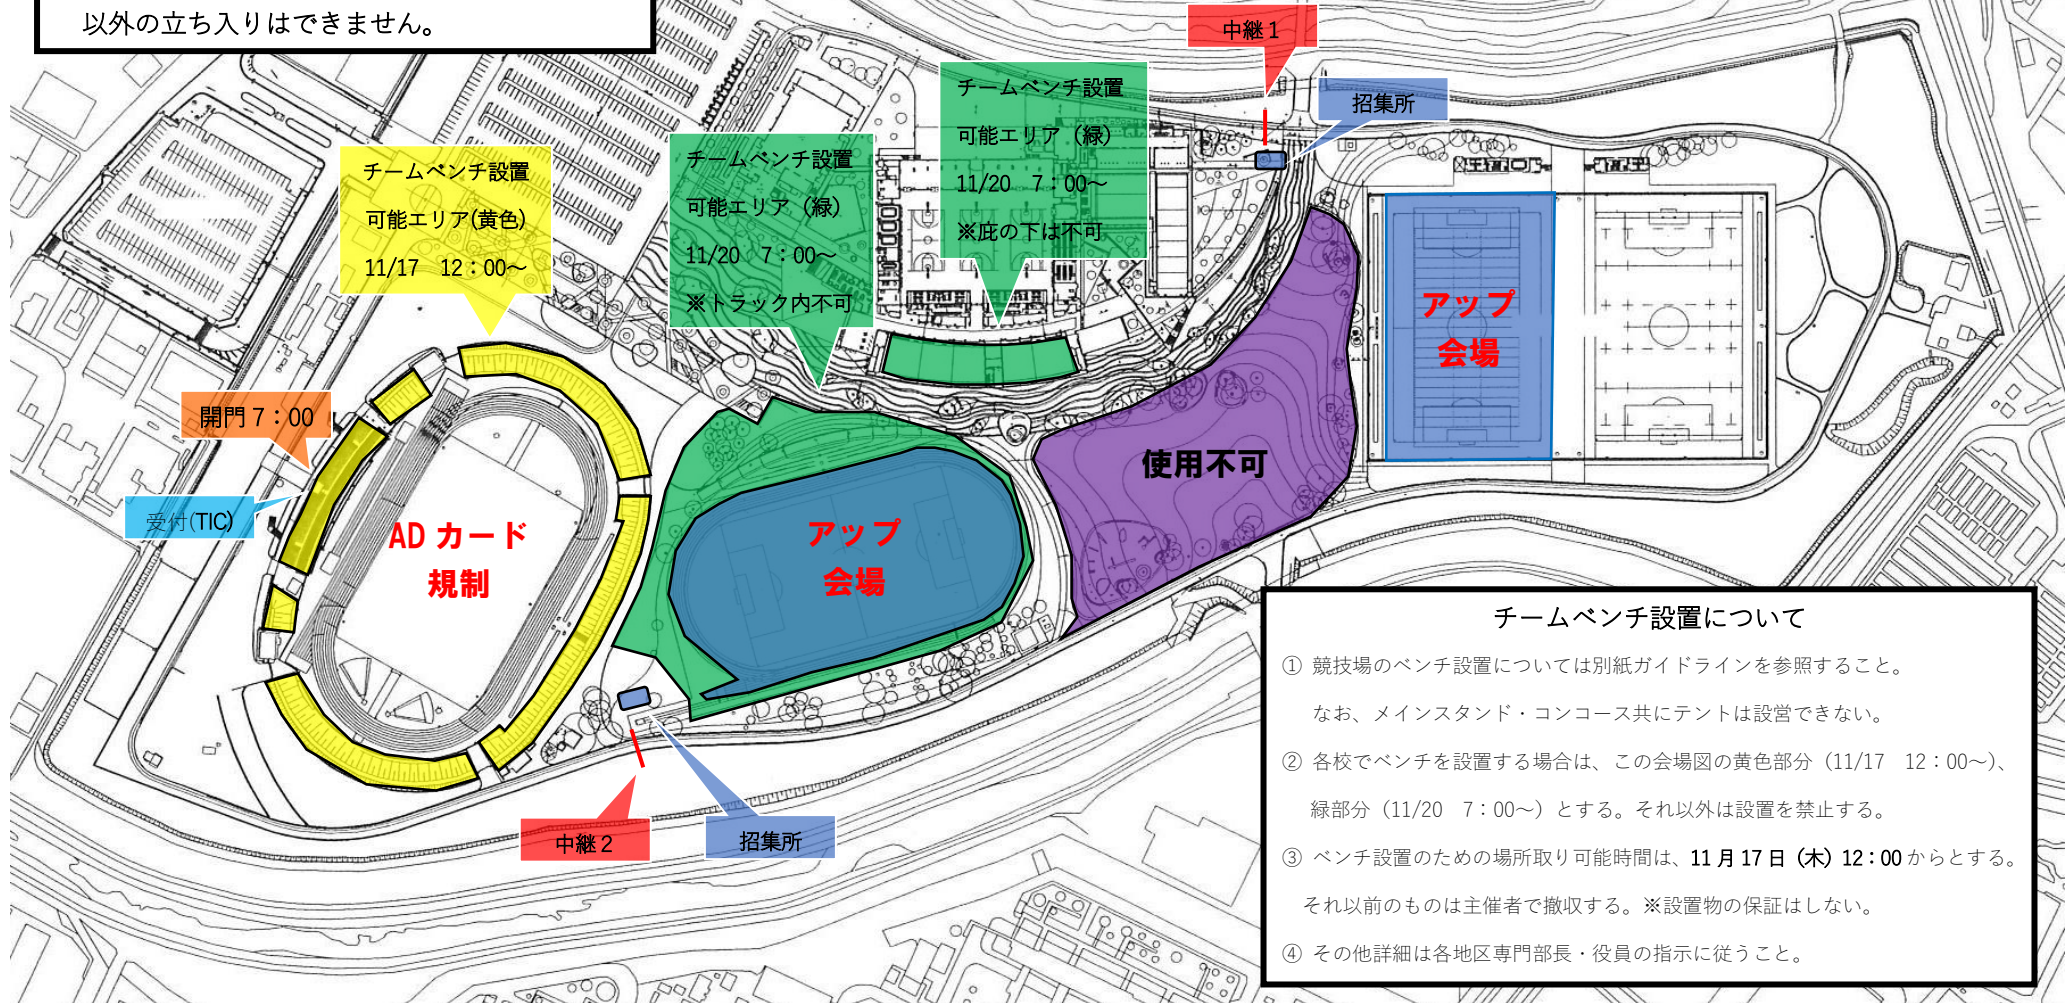 以外の立ち入りはできません。
中継１
招集所
チームベンチ設置
可能エリア（緑）
11/20　7：00～
※庇の下は不可
チームベンチ設置
可能エリア（緑）
11/20　7：00～
※トラック内不可
チームベンチ設置
可能エリア(黄色)
11/17　12：00～
開門 7：00
受付(TIC)
AD カード
規制
アップ
会場
使用不可
アップ
会場
中継２
招集所
チームベンチ設置について
① 競技場のベンチ設置については別紙ガイドラインを参照すること。
なお、メインスタンド・コンコース共にテントは設営できない。
② 各校でベンチを設置する場合は、この会場図の黄色部分（11/17　12：00～）、
緑部分（11/20　7：00～）とする。それ以外は設置を禁止する。
③ ベンチ設置のための場所取り可能時間は、11 月 17 日（木）12：00 からとする。
それ以前のものは主催者で撤収する。※設置物の保証はしない。
④ その他詳細は各地区専門部長・役員の指示に従うこと。